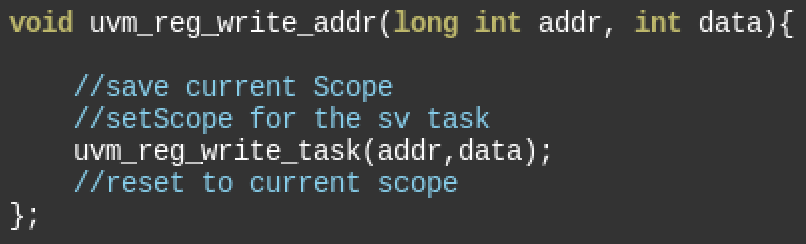 void uvm_reg_write_addr(long int addr, int data){
//save current Scope
//setScope for the sv task
uvm_reg_write_task(addr,data);
//reset to current scope
};